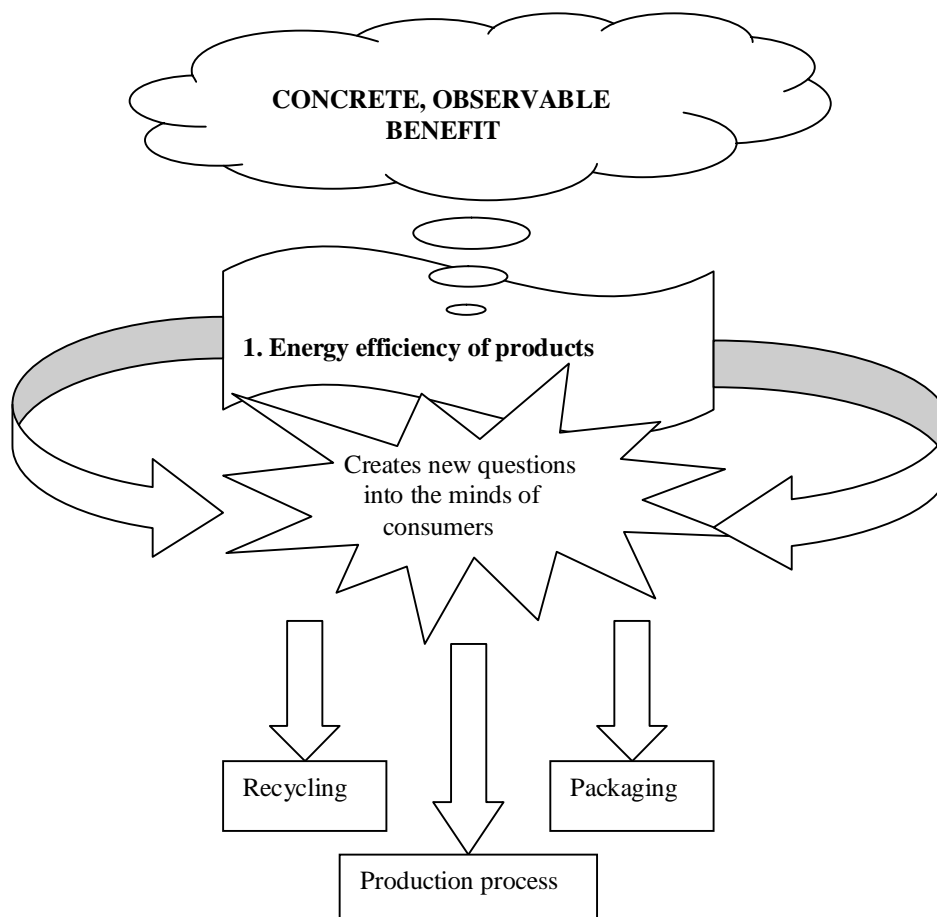 CONCRETE, OBSERVABLE
BENEFIT
1. Energy efficiency of products
Creates new questions
into the minds of
consumers
Recycling
Packaging
Production process